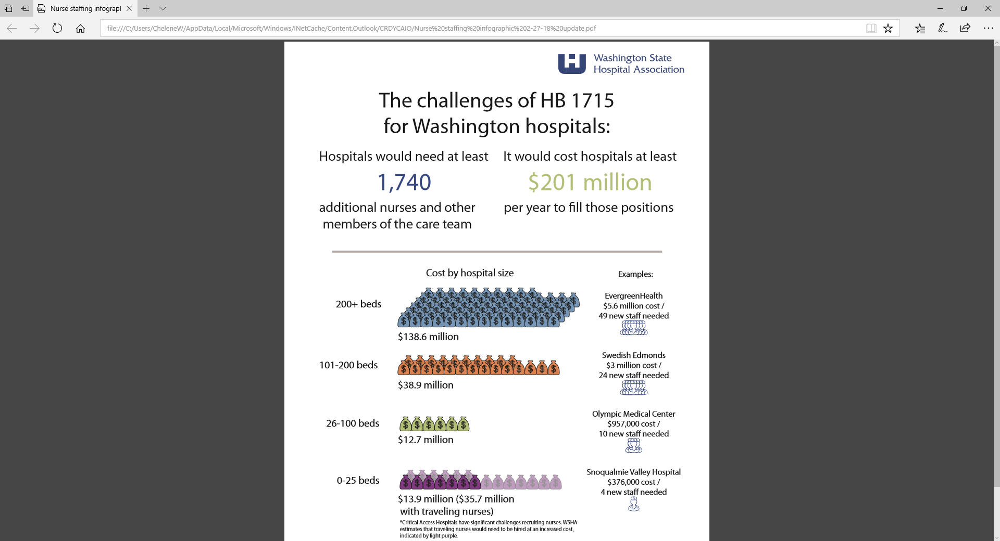 Nurse staffing infograpl
file:///C:/Users/CheleneW/AppData/Local/Microsoft/Windows/INetCache/Content.Outlook/CRDYCAIO/Nurse%20staffing%20infographic%202-27-18%20update.pdf
Washington State
Hospital Association
The challenges of HB 1715
for Washington hospitals:
Hospitals would need at least
1,740
additional nurses and other
members of the care team
It would cost hospitals at least
$201 million
per year to fill those positions
Cost by hospital size
Examples:
200+ beds
$138.6 million
EvergreenHealth
$5.6 million cost /
49 new staff needed
101-200 beds
$38.9 million
Swedish Edmonds
$3 million cost /
24 new staff needed
26-100 beds
$12.7 million
Olympic Medical Center
$957,000 cost /
10 new staff needed
0-25 beds
$13.9 million ($35.7 million
with traveling nurses)
*Critical Access Hospitals have significant challenges recruiting nurses. WSHA
estimates that traveling nurses would need to be hired at an increased cost,
indicated by light purple.
Snoqualmie Valley Hospital
$376,000 cost /
4 new staff needed